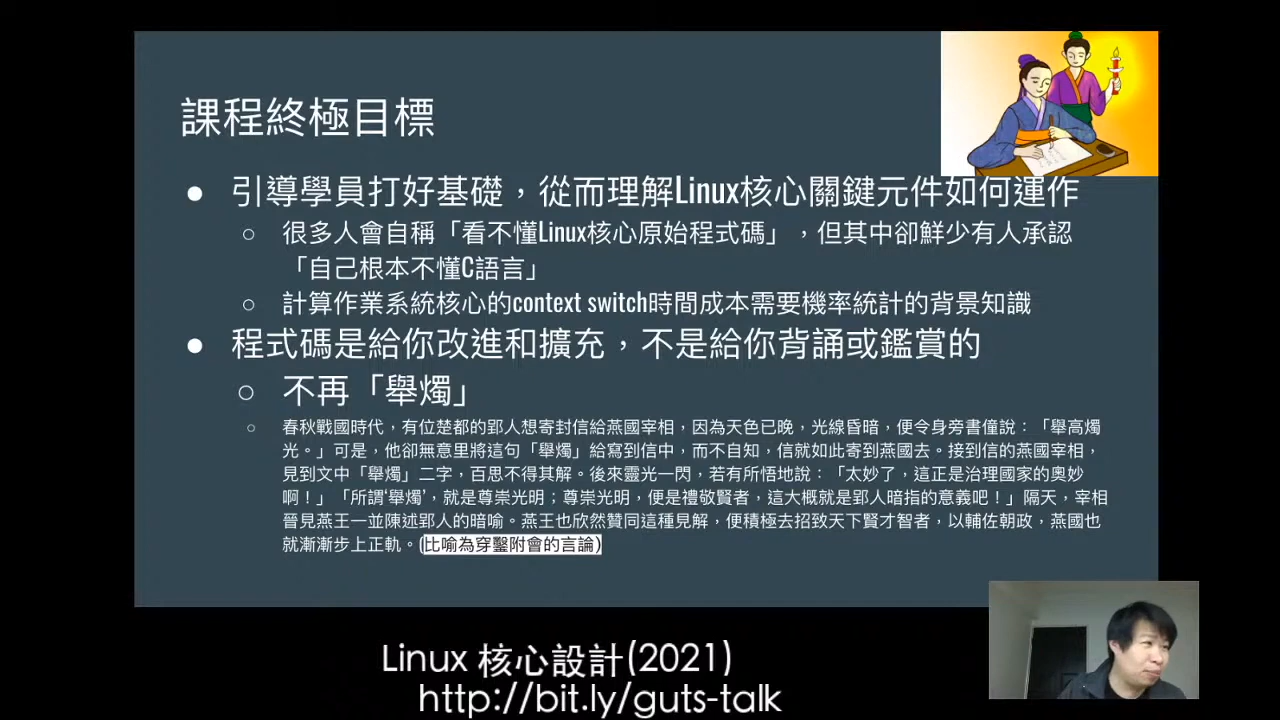 課程終極目標
引導學員打好基礎，從而理解Linux核心關鍵元件如何運作
很多人會自稱「看不懂Linux核心原始程式碼」，但其中卻鮮少有人承認
「自己根本不懂C語言」
計算作業系統核心的context switch時間成本需要機率統計的背景知識
程式碼是給你改進和擴充，不是給你背誦或鑑賞的
不再「舉燭」
春秋戰國時代，有位楚都的郢人想寄封信給燕國宰相，因為天色已晚，光線昏暗，便令身旁書僮說：「舉高燭
光。」可是，他卻無意里將這句「舉燭」給寫到信中，而不自知，信就如此寄到燕國去。接到信的燕國宰相，
見到文中「舉燭」二字，百思不得其解。後來靈光一閃，若有所悟地說：「太妙了，這正是治理國家的奧妙
啊！」「所謂‘舉燭’，就是尊崇光明；尊崇光明，便是禮敬賢者，這大概就是郢人暗指的意義吧！」隔天，宰相
晉見燕王一並陳述郢人的暗喻。燕王也欣然贊同這種見解，便積極去招致天下賢才智者，以輔佐朝政，燕國也
就漸漸步上正軌。(比喻為穿鑿附會的言論)
Linux 核心設計(2021)
http://bit.ly/guts-talk